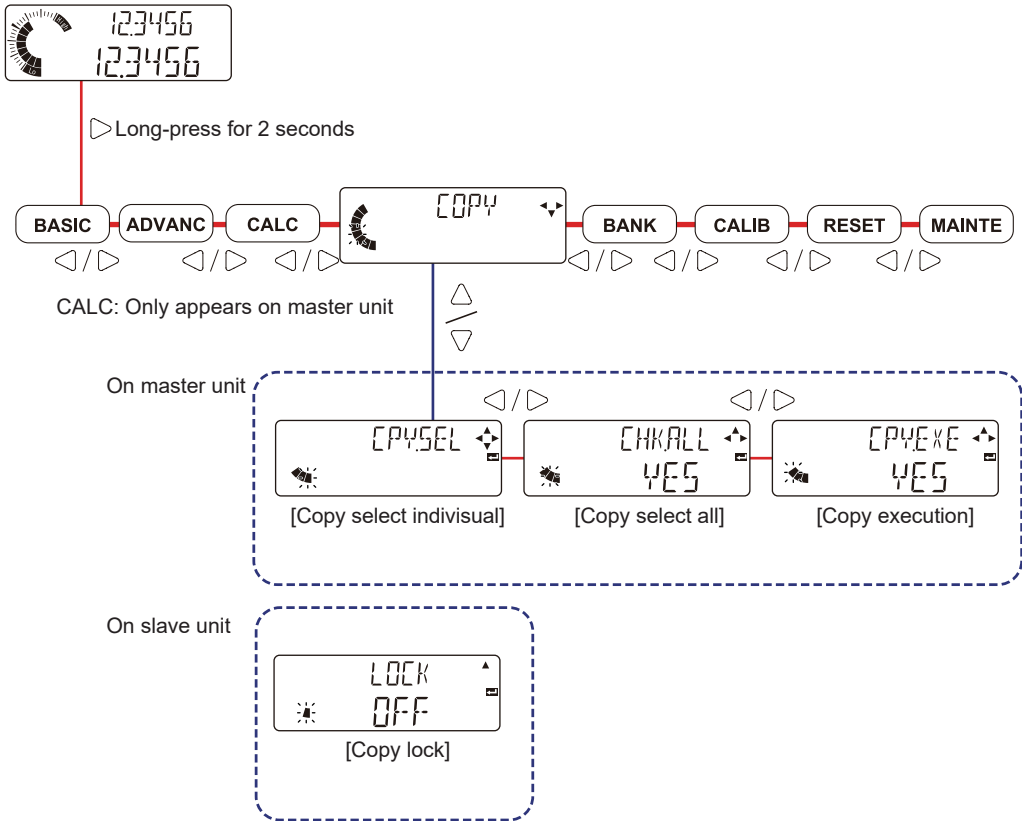 12.3456
12.3456
Lo
Long-press for 2 seconds
BASIC ADVANC CALC COPY BANK CALIB RESET MAINTE
CALC: Only appears on master unit
On master unit
CPY.SEL CHK.ALL CPY.EXE
YES YES
[Copy select indivisual] [Copy select all] [Copy execution]
On slave unit
LOCK
OFF
[Copy lock]